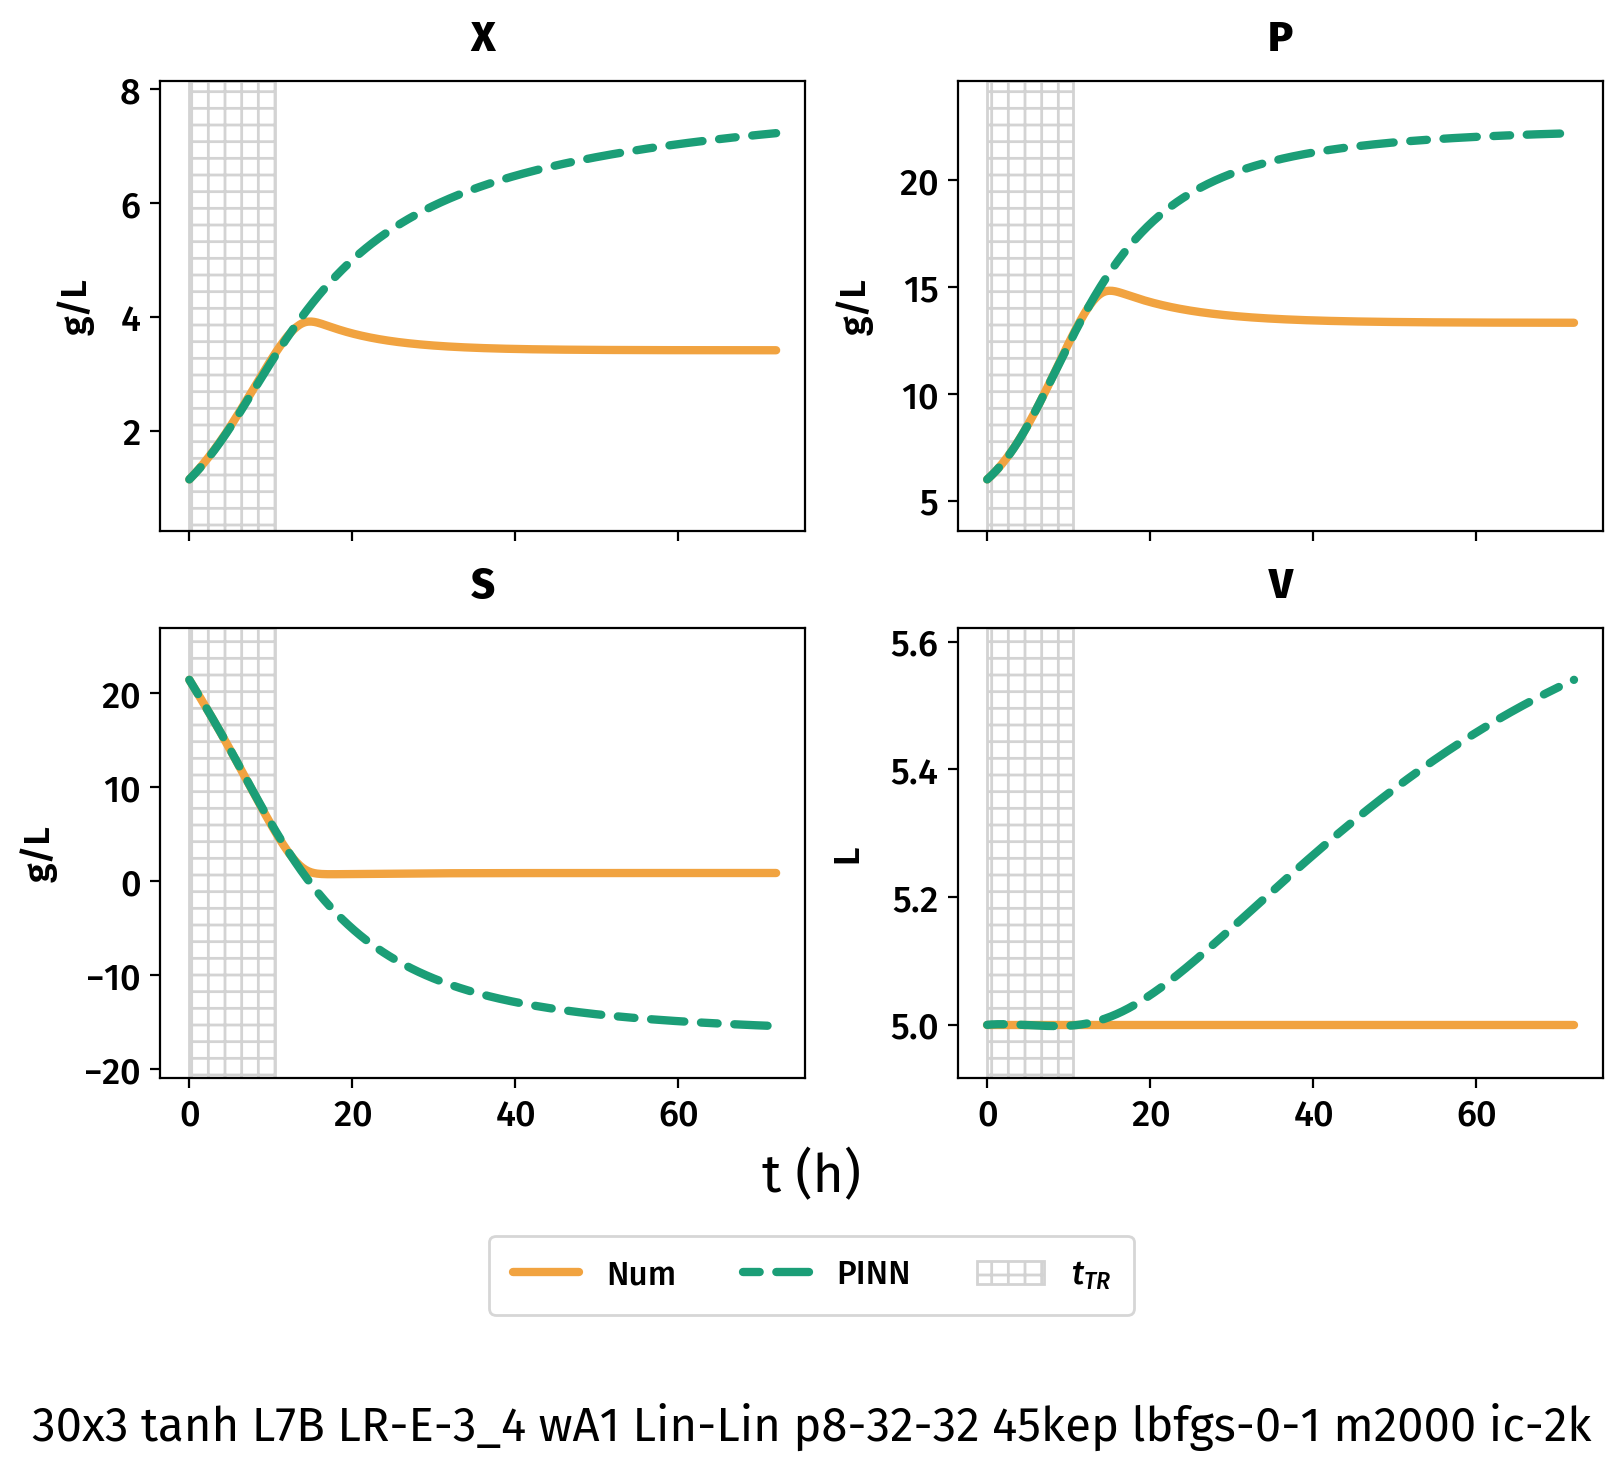 X
P
8
6
4
2
g/L
20
15
10
5
g/L
S
V
20
10
0
−10
−20
g/L
0
20
40
60
5.6
5.4
5.2
5.0
L
0
20
40
60
t (h)
Num
PINN
tTR
30x3 tanh L7B LR-E-3_4 wA1 Lin-Lin p8-32-32 45kep lbfgs-0-1 m2000 ic-2k